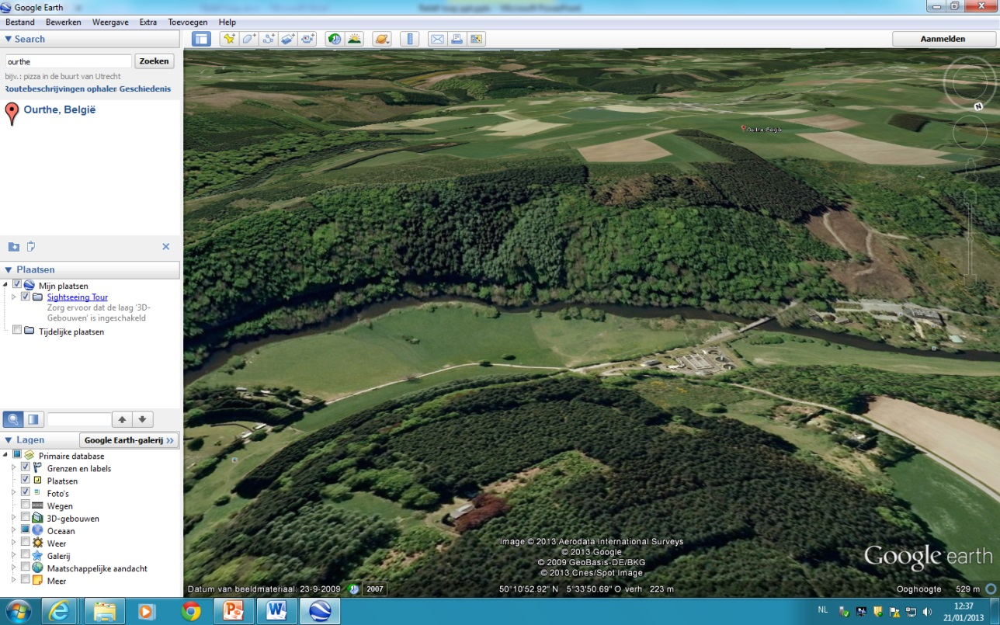 Google Earth
Bestand Bewerken Weergave Extra Toevoegen Help
Search
ourthe
Zoeken
bijv.: pizza in de buurt van Utrecht
Routebeschrijvingen ophalen Geschiedenis
Ourthe, België
Plaatsen
Mijn plaatsen
Sightseeing Tour
Zorg ervoor dat de laag '3D-
Gebouwen' is ingeschakeld
Tijdelijke plaatsen
Lagen
Google Earth-galerij >>
Primaire database
Grenzen en labels
Plaatsen
Foto's
Wegen
3D-gebouwen
Oceaan
Weer
Galerij
Maatschappelijke aandacht
Meer
Aanmelden
N
Ourthe, België
Image © 2013 Aerodata International Surveys
© 2013 Google
© 2009 GeoBasis-DE/BKG
© 2013 Cnes/Spot Image
Google earth
Datum van beeldmateriaal: 23-9-2009
2007
50°10'52.92" N 5°33'50.69" O verh 223 m
Ooghoogte 529 m
NL
12:37
21/01/2013